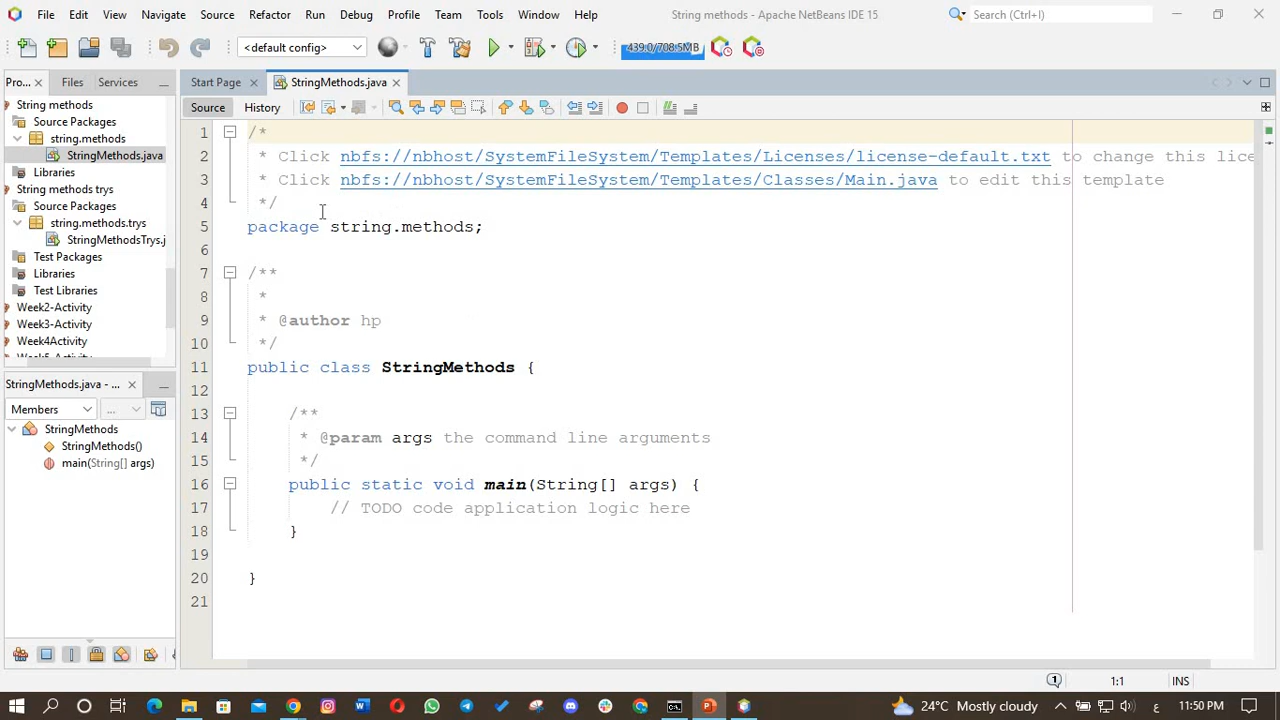 File Edit View Navigate Source Refactor Run Debug Profile Team Tools Window Help
String methods - Apache NetBeans IDE 15
Search (Ctrl+I)
<default config>
439.0/708.5MB
Pro...
Files
Services
Start Page
StringMethods.java
Source
History
String methods
Source Packages
string.methods
StringMethods.java
Libraries
String methods trys
Source Packages
string.methods.trys
StringMethodsTrys.j
Test Packages
Libraries
Test Libraries
Week2-Activity
Week3-Activity
Week4Activity
StringMethods.java - ...
Members
...
StringMethods
StringMethods()
main(String[] args)
1 /*
2 * Click nbfs://nbhost/SystemFileSystem/Templates/Licenses/license-default.txt to change this lice
3 * Click nbfs://nbhost/SystemFileSystem/Templates/Classes/Main.java to edit this template
4 */
5 package string.methods;
6
7 /**
8 *
9 * @author hp
10 */
11 public class StringMethods {
12
13 /**
14 * @param args the command line arguments
15 */
16 public static void main(String[] args) {
17 // TODO code application logic here
18 }
19
20 }
21
1
1:1
INS
24°C Mostly cloudy
ع
11:50 PM